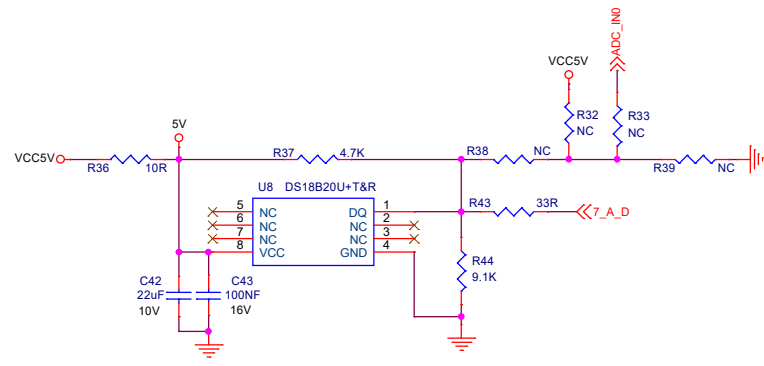 ADC_IN0
VCC5V
R32
NC
R33
NC
5V
VCC5V
R36
10R
R37
4.7K
R38
NC
R39
NC
U8
DS18B20U+T&R
5
NC
DQ
1
6
NC
NC
2
7
NC
NC
3
8
VCC
GND
4
R43
33R
7_A_D
R44
9.1K
C42
22uF
10V
C43
100NF
16V